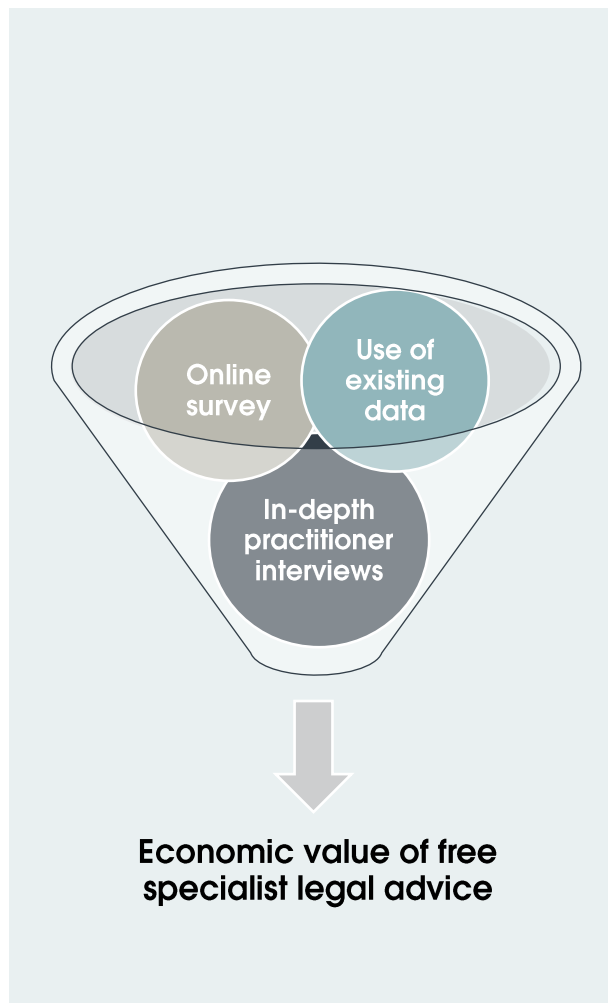 Online
survey
Use of
existing
data
In-depth
practitioner
interviews
Economic value of free
specialist legal advice